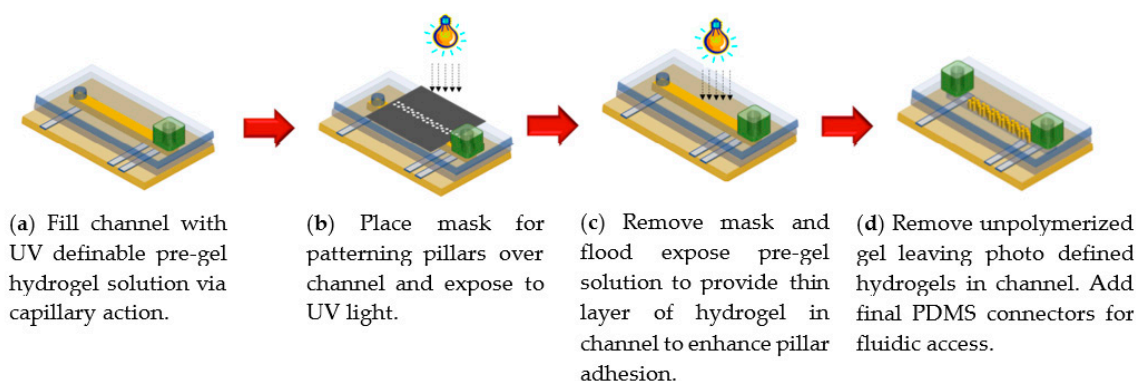 (a) Fill channel with
UV definable pre-gel
hydrogel solution via
capillary action.
(b) Place mask for
patterning pillars over
channel and expose to
UV light.
(c) Remove mask and
flood expose pre-gel
solution to provide thin
layer of hydrogel in
channel to enhance pillar
adhesion.
(d) Remove unpolymerized
gel leaving photo defined
hydrogels in channel. Add
final PDMS connectors for
fluidic access.